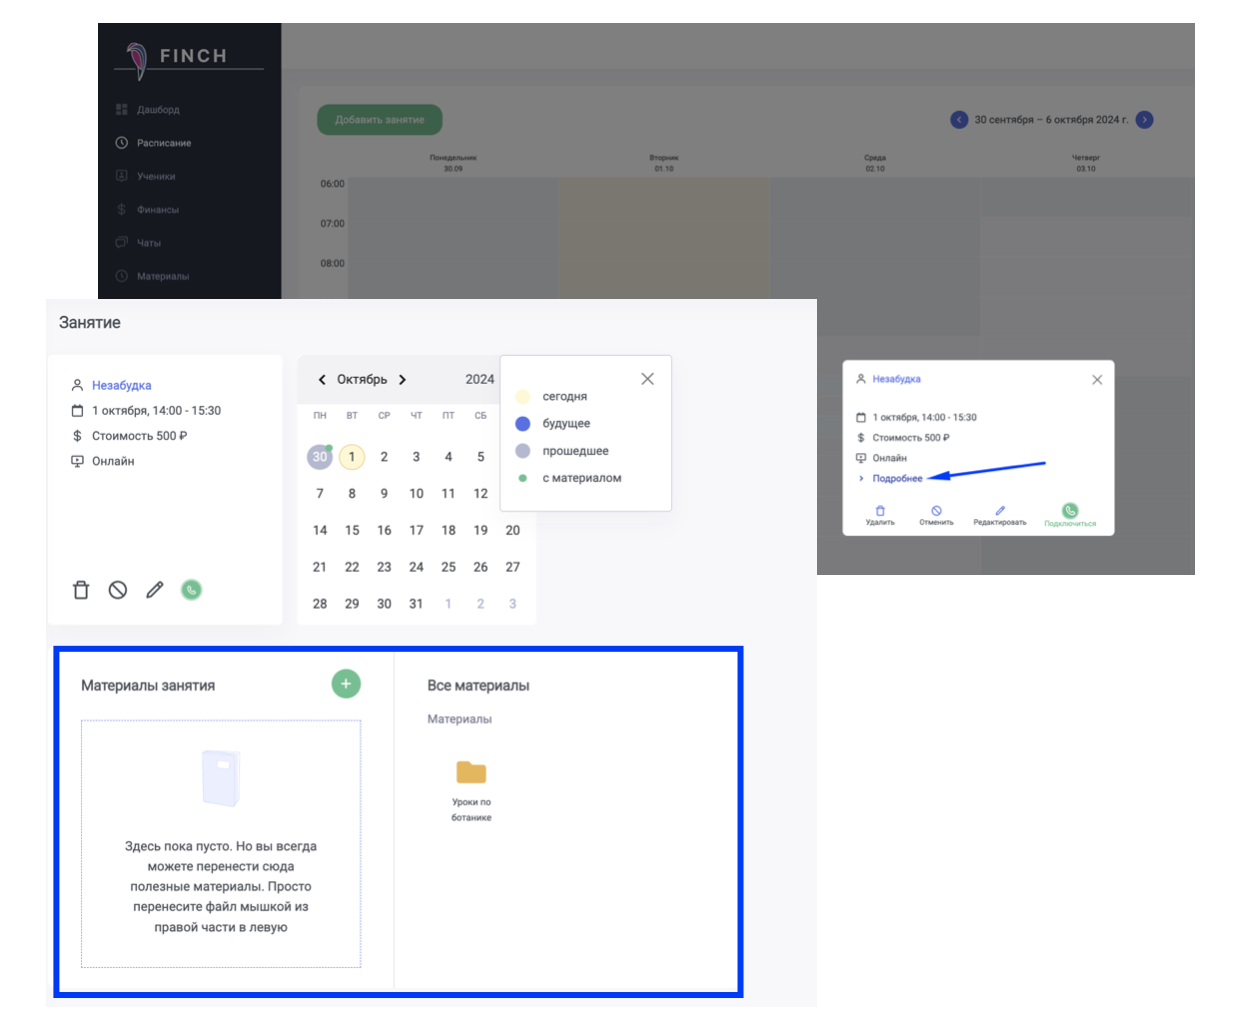 FINCH
Дашборд
Расписание
Ученики
Финансы
Чаты
Материалы
Добавить занятие
30 сентября – 6 октября 2024 г.
Понедельник
30.09
Вторник
01.10
Среда
02.10
Четверг
03.10
06:00
07:00
08:00
Занятие
Незабудка
1 октября, 14:00 - 15:30
Стоимость 500 ₽
Онлайн
Октябрь 2024
ПН ВТ СР ЧТ ПТ СБ
30 1 2 3 4 5
7 8 9 10 11 12
14 15 16 17 18 19 20
21 22 23 24 25 26 27
28 29 30 31 1 2 3
сегодня
будущее
прошедшее
с материалом
Незабудка
1 октября, 14:00 - 15:30
Стоимость 500 ₽
Онлайн
Подробнее
Удалить Отменить Редактировать Подключиться
Материалы занятия
Здесь пока пусто. Но вы всегда
можете перенести сюда
полезные материалы. Просто
перенесите файл мышкой из
правой части в левую
Все материалы
Материалы
Уроки по
ботанике